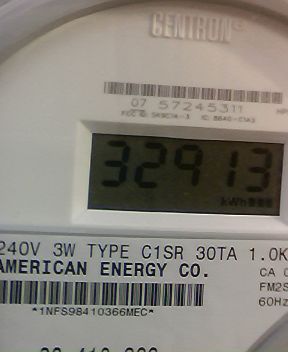 CENTRON
07 57245311
32913
kWh
240V 3W TYPE C1SR 30TA 1.0K
AMERICAN ENERGY CO.
CA
FM2S
60Hz
*1NFS98410366MEC*